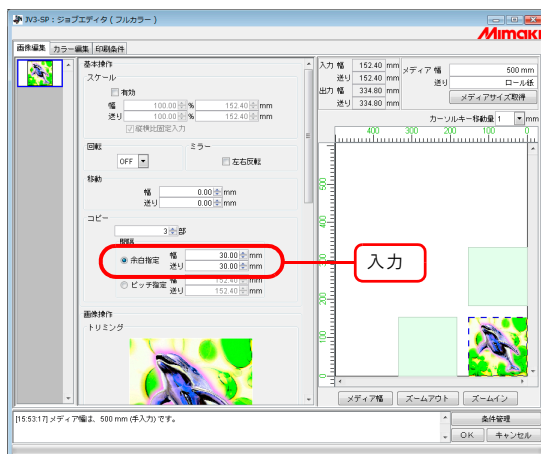 JV3-SP : ジョブエディタ ( フルカラー )
Mimaki
画像編集 カラー編集 印刷条件
基本操作
スケール
有効
幅 100.00 % 152.40 mm
送り 100.00 % 152.40 mm
縦横比固定入力
回転 ミラー
OFF 左右反転
移動
幅 0.00 mm
送り 0.00 mm
コピー
3 部
間隔
余白指定 幅 30.00 mm
送り 30.00 mm
ピッチ指定 幅 152.40 mm
送り 152.40 mm
画像操作
トリミング
入力 幅 152.40 mm
送り 152.40 mm
出力 幅 334.80 mm
送り 334.80 mm
メディア 幅 500 mm
送り ロール紙
メディアサイズ取得
カーソルキー移動量 1 mm
400 300 200 100 0
500
400
300
200
100
0
入力
メディア幅 ズームアウト ズームイン
[15:53:17] メディア幅は、500 mm (手入力) です。
条件管理
OK キャンセル